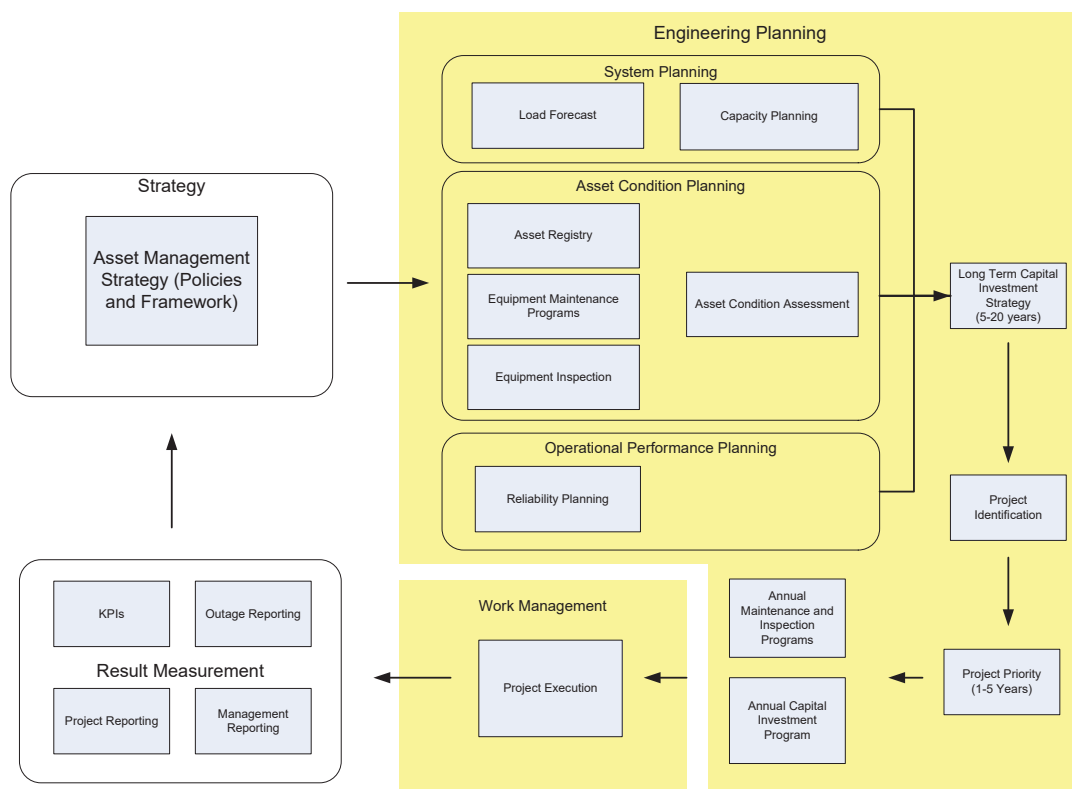 Engineering Planning
System Planning
Load Forecast
Capacity Planning
Strategy
Asset Management
Strategy (Policies
and Framework)
Asset Condition Planning
Asset Registry
Equipment Maintenance
Programs
Equipment Inspection
Asset Condition Assessment
Long Term Capital
Investment
Strategy
(5-20 years)
Operational Performance Planning
Reliability Planning
Project
Identification
Project Priority
(1-5 Years)
Annual
Maintenance and
Inspection
Programs
Annual Capital
Investment
Program
Work Management
Project Execution
KPIs
Outage Reporting
Result Measurement
Project Reporting
Management
Reporting